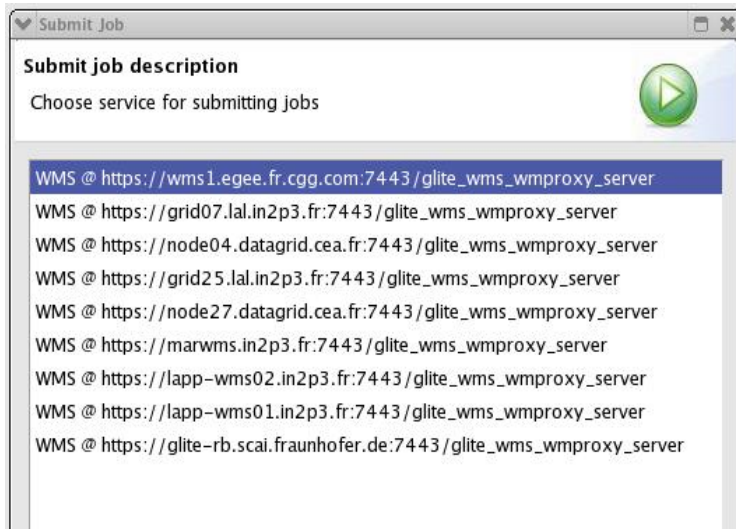 Submit Job
Submit job description
Choose service for submitting jobs
WMS @ https://wms1.egee.fr.cgg.com:7443/glite_wms_wmproxy_server
WMS @ https://grid07.lal.in2p3.fr:7443/glite_wms_wmproxy_server
WMS @ https://node04.datagrid.cea.fr:7443/glite_wms_wmproxy_server
WMS @ https://grid25.lal.in2p3.fr:7443/glite_wms_wmproxy_server
WMS @ https://node27.datagrid.cea.fr:7443/glite_wms_wmproxy_server
WMS @ https://marwms.in2p3.fr:7443/glite_wms_wmproxy_server
WMS @ https://lapp-wms02.in2p3.fr:7443/glite_wms_wmproxy_server
WMS @ https://lapp-wms01.in2p3.fr:7443/glite_wms_wmproxy_server
WMS @ https://glite-rb.scai.fraunhofer.de:7443/glite_wms_wmproxy_server